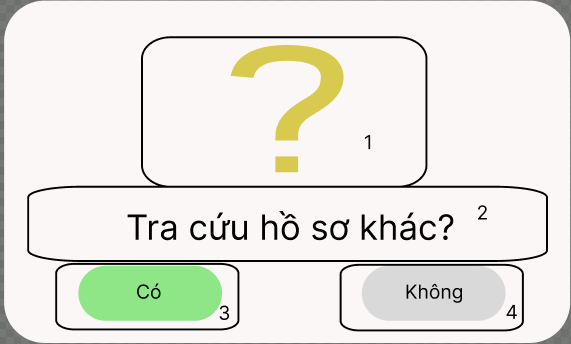 ?
1
Tra cứu hồ sơ khác? 2
Có 3
Không 4